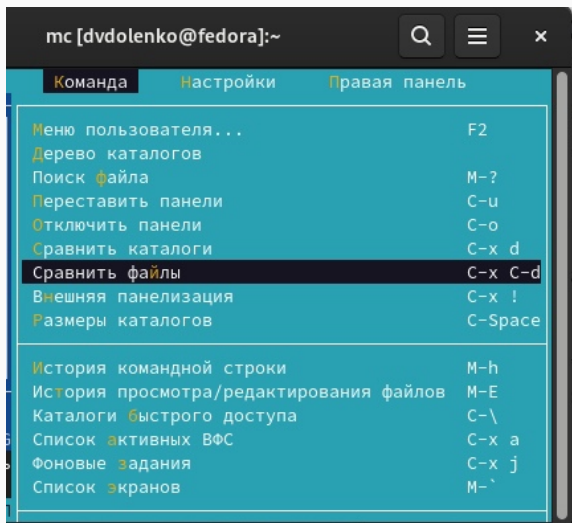 mc [dvdolenko@fedora]:~
Команда Настройки Правая панель
Меню пользователя... F2
Дерево каталогов
Поиск файла M-?
Переставить панели C-u
Отключить панели C-o
Сравнить каталоги C-x d
Сравнить файлы C-x C-d
Внешняя панелизация C-x !
Размеры каталогов C-Space
История командной строки M-h
История просмотра/редактирования файлов M-E
Каталоги быстрого доступа C-\
Список активных ВФС C-x a
Фоновые задания C-x j
Список экранов M-`